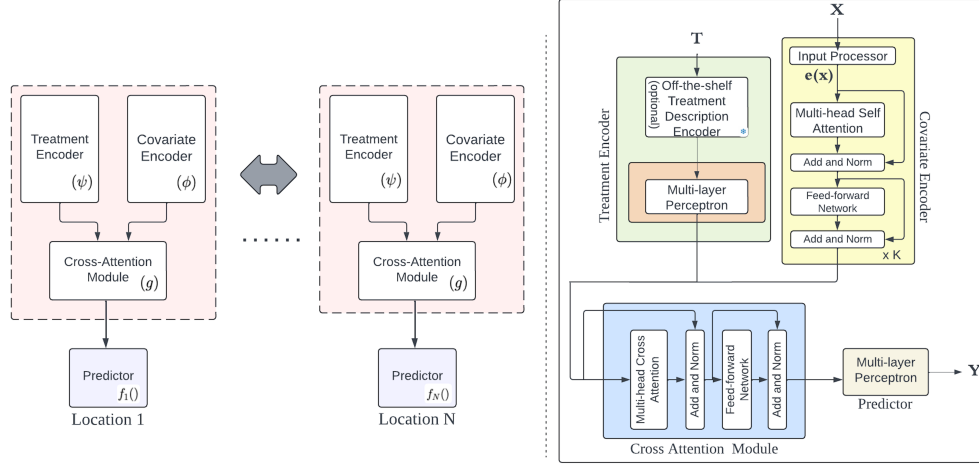 Treatment
Encoder
(ψ)
Covariate
Encoder
(ϕ)
Cross-Attention
Module
(g)
Predictor
f1()
Location 1
......
Treatment
Encoder
(ψ)
Covariate
Encoder
(ϕ)
Cross-Attention
Module
(g)
Predictor
fN()
Location N
T
Treatment Encoder
(optional)
Off-the-shelf
Treatment
Description
Encoder
Multi-layer
Perceptron
X
Input Processor
e(x)
Multi-head Self
Attention
Add and Norm
Feed-forward
Network
Add and Norm
x K
Covariate Encoder
Multi-head Cross
Attention
Add and Norm
Feed-forward
Network
Add and Norm
Cross Attention Module
Multi-layer
Perceptron
Predictor
Y